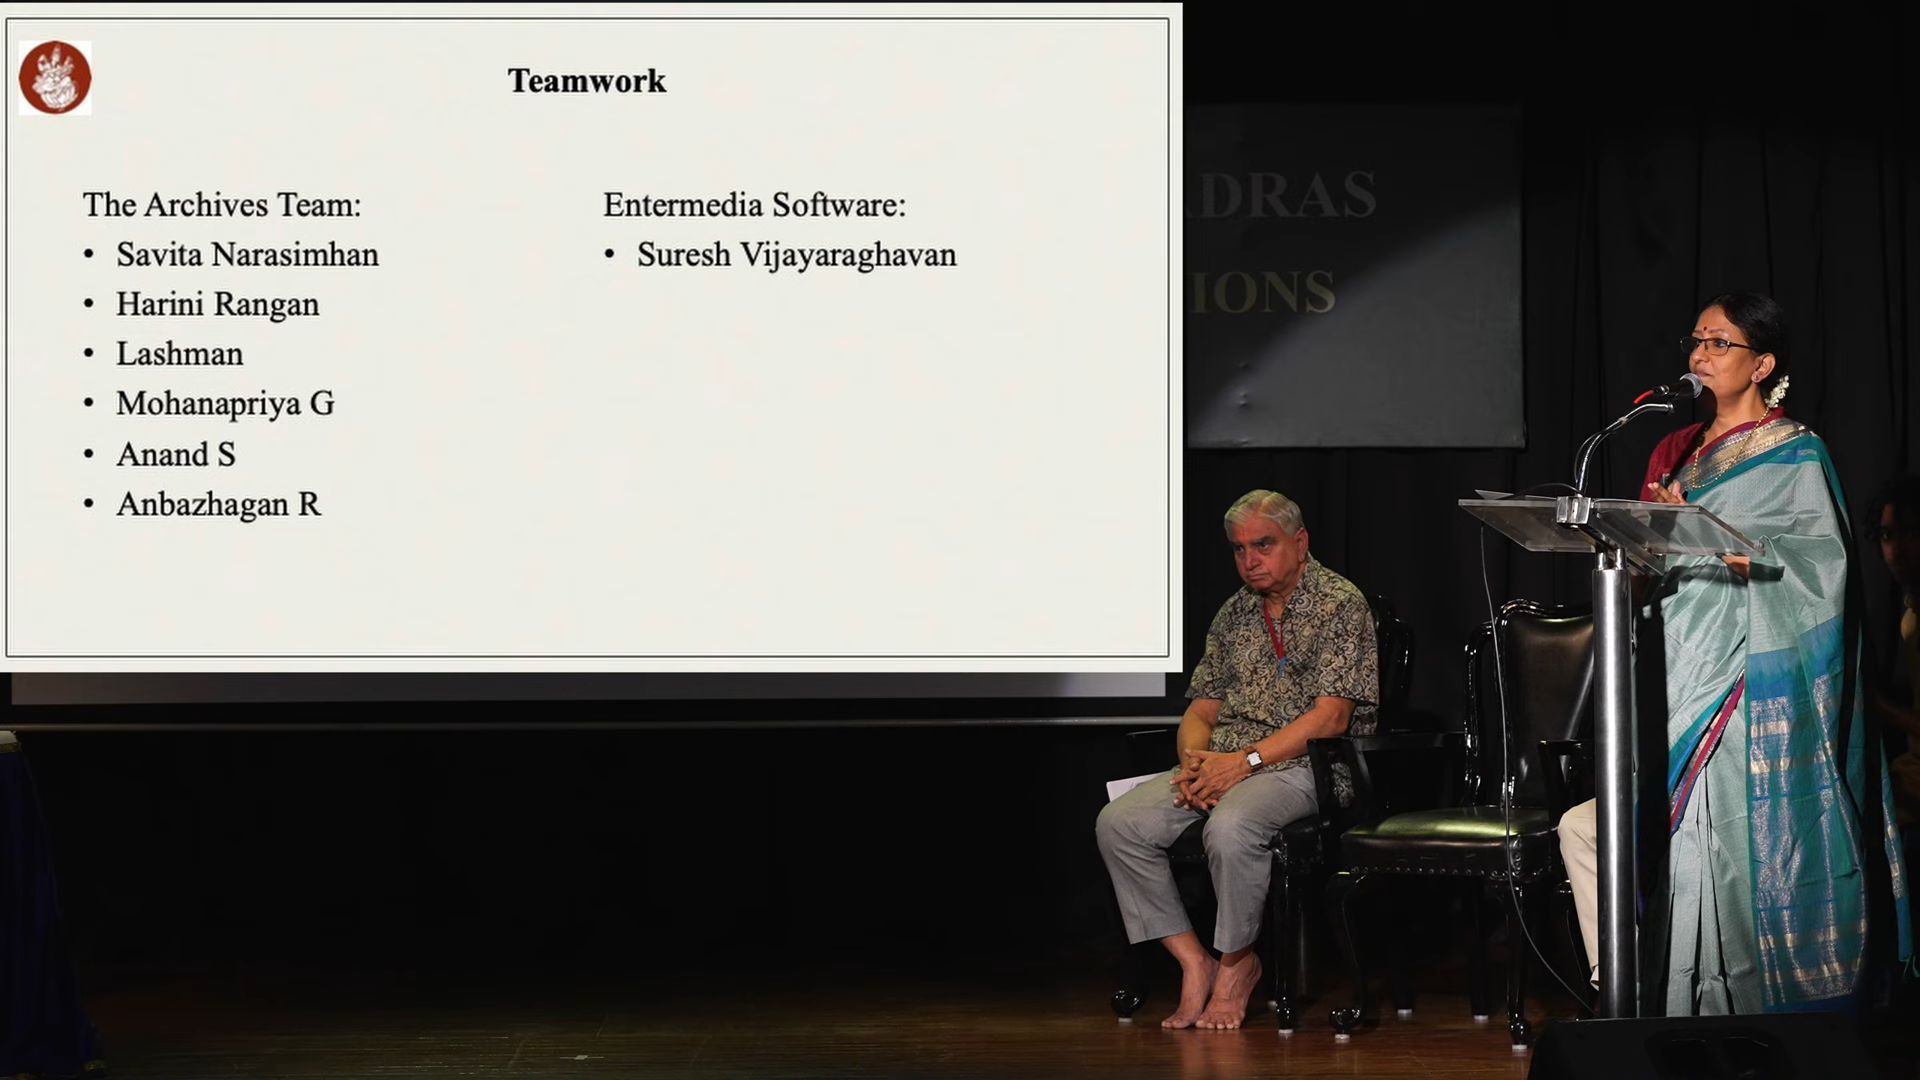 Teamwork
The Archives Team:
• Savita Narasimhan
• Harini Rangan
• Lashman
• Mohanapriya G
• Anand S
• Anbazhagan R
Entermedia Software:
• Suresh Vijayaraghavan